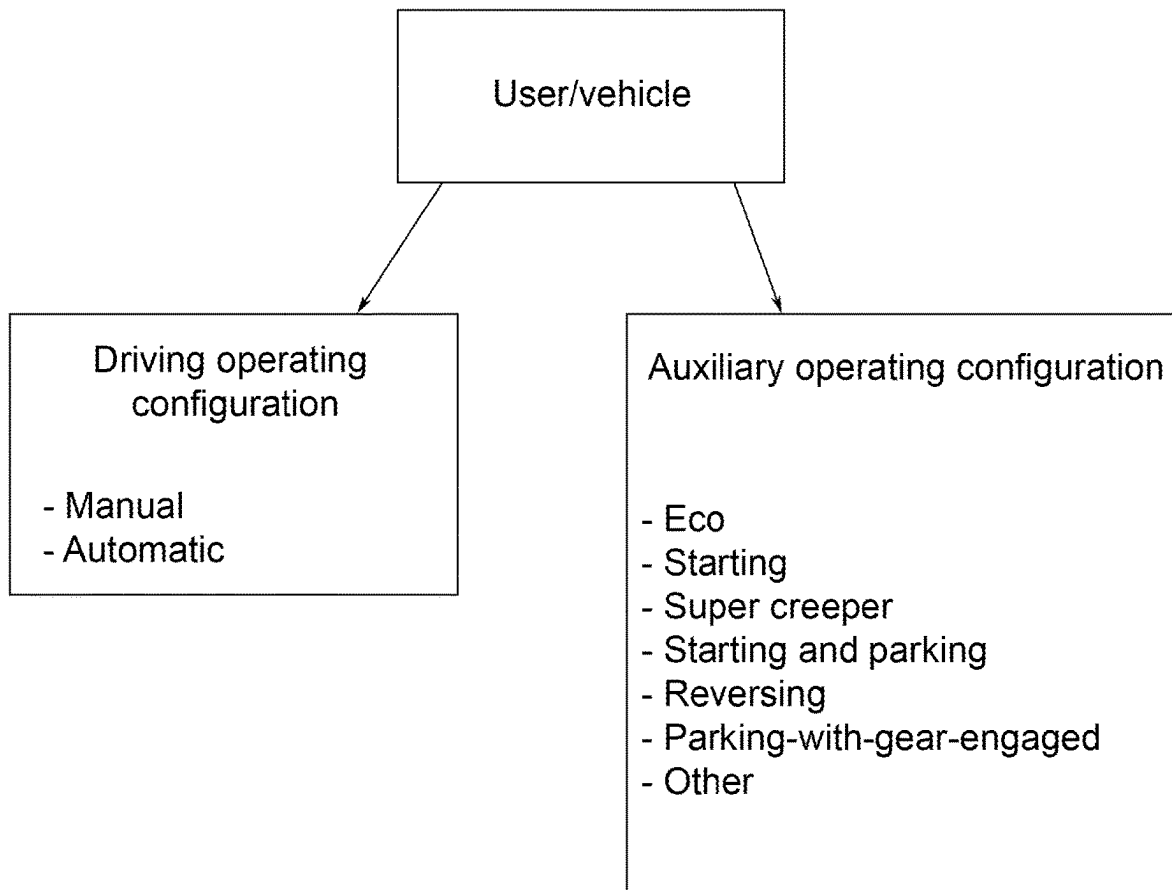 User/vehicle
Driving operating
configuration
- Manual
- Automatic
Auxiliary operating configuration
- Eco
- Starting
- Super creeper
- Starting and parking
- Reversing
- Parking-with-gear-engaged
- Other